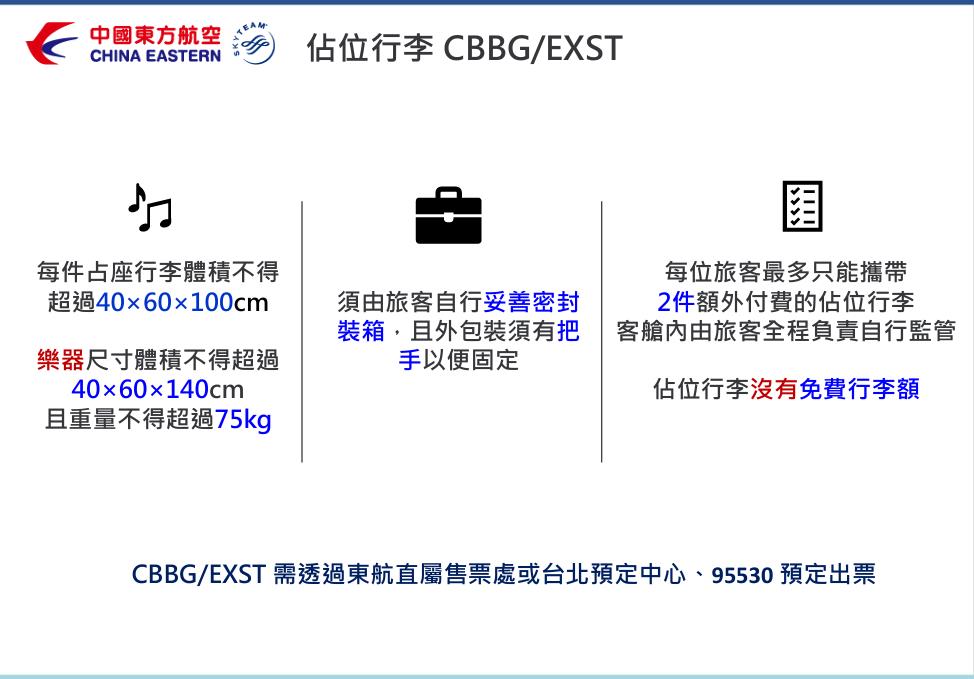 中國東方航空
CHINA EASTERN
SKYTEAM
佔位行李 CBBG/EXST
每件占座行李體積不得
超過40×60×100cm
樂器尺寸體積不得超過
40×60×140cm
且重量不得超過75kg
須由旅客自行妥善密封
裝箱，且外包裝須有把
手以便固定
每位旅客最多只能攜帶
2件額外付費的佔位行李
客艙內由旅客全程負責自行監管
佔位行李沒有免費行李額
CBBG/EXST 需透過東航直屬售票處或台北預定中心、95530 預定出票